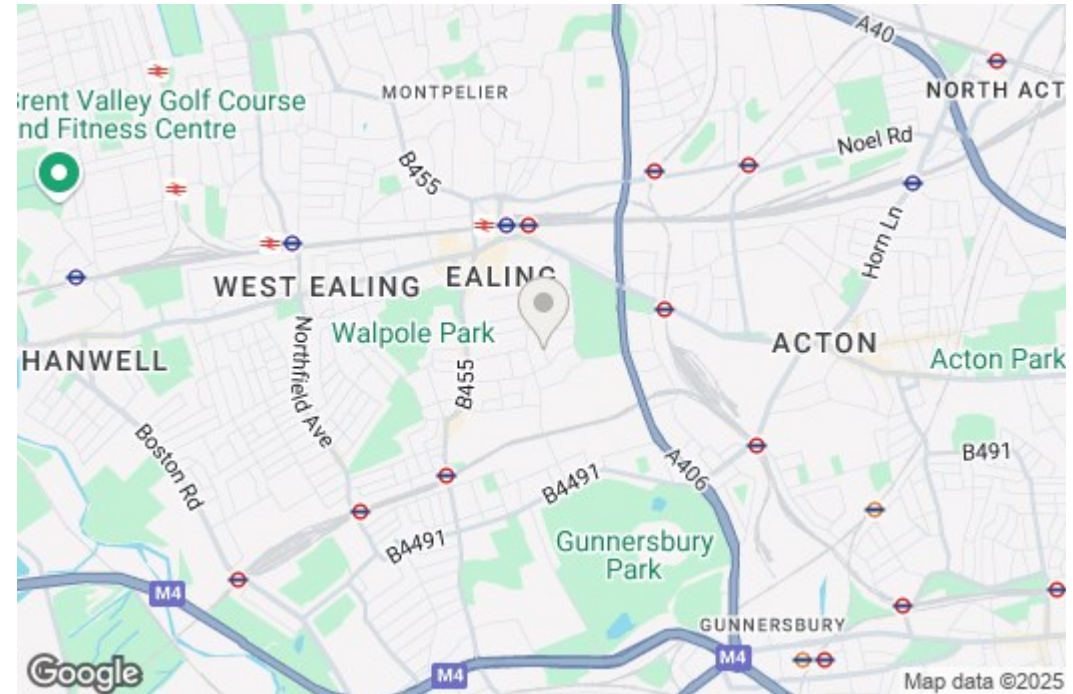 A40
NORTH ACT
MONTPELIER
Brent Valley Golf Course
nd Fitness Centre
Noel Rd
B455
Horn Ln
WEST EALING
EALING
Walpole Park
ACTON
HANWELL
Acton Park
Northfield Ave
B455
Boston Rd
A406
B491
B4491
B4491
Gunnersbury
Park
M4
GUNNERSBURY
M4
M4
Google
Map data ©2025